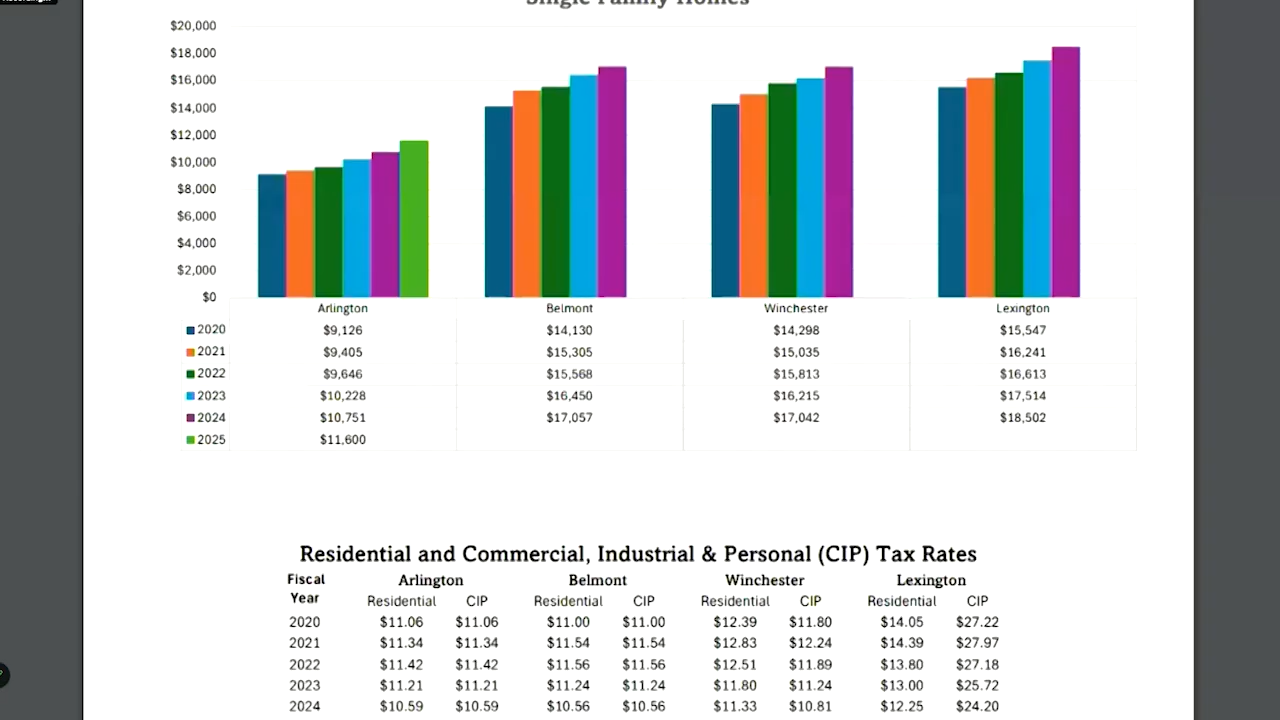 Single Family Homes
$20,000
$18,000
$16,000
$14,000
$12,000
$10,000
$8,000
$6,000
$4,000
$2,000
$0
Arlington Belmont Winchester Lexington
2020 $9,126 $14,130 $14,298 $15,547
2021 $9,405 $15,305 $15,035 $16,241
2022 $9,646 $15,568 $15,813 $16,613
2023 $10,228 $16,450 $16,215 $17,514
2024 $10,751 $17,057 $17,042 $18,502
2025 $11,600
Residential and Commercial, Industrial & Personal (CIP) Tax Rates
Fiscal Year Arlington Belmont Winchester Lexington
Residential CIP Residential CIP Residential CIP Residential CIP
2020 $11.06 $11.06 $11.00 $11.00 $12.39 $11.80 $14.05 $27.22
2021 $11.34 $11.34 $11.54 $11.54 $12.83 $12.24 $14.39 $27.97
2022 $11.42 $11.42 $11.56 $11.56 $12.51 $11.89 $13.80 $27.18
2023 $11.21 $11.21 $11.24 $11.24 $11.80 $11.24 $13.00 $25.72
2024 $10.59 $10.59 $10.56 $10.56 $11.33 $10.81 $12.25 $24.20